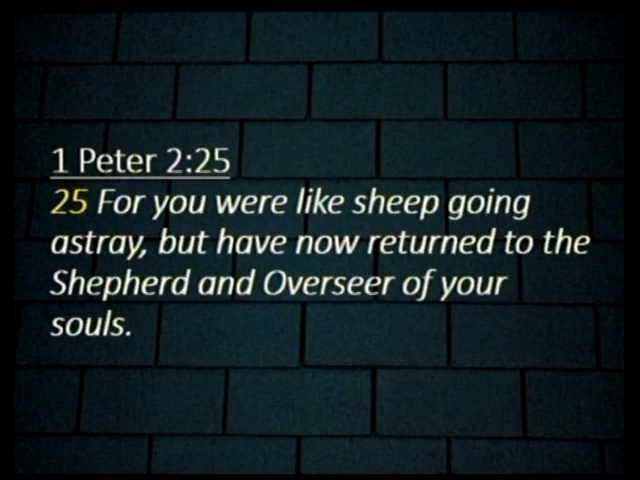 1 Peter 2:25
25 For you were like sheep going
astray, but have now returned to the
Shepherd and Overseer of your
souls.